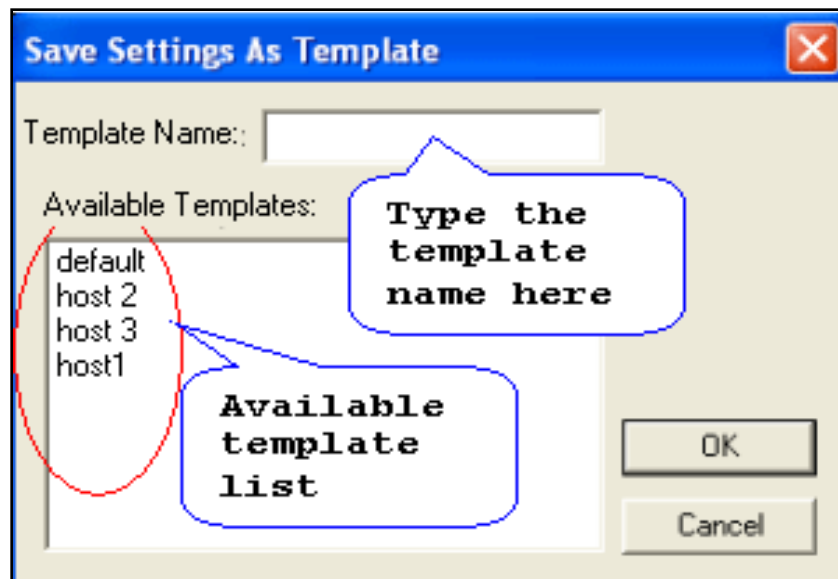 Save Settings As Template
Template Name::
Type the
template
name here
Available Templates:
default
host 2
host 3
host1
Available
template
list
OK
Cancel